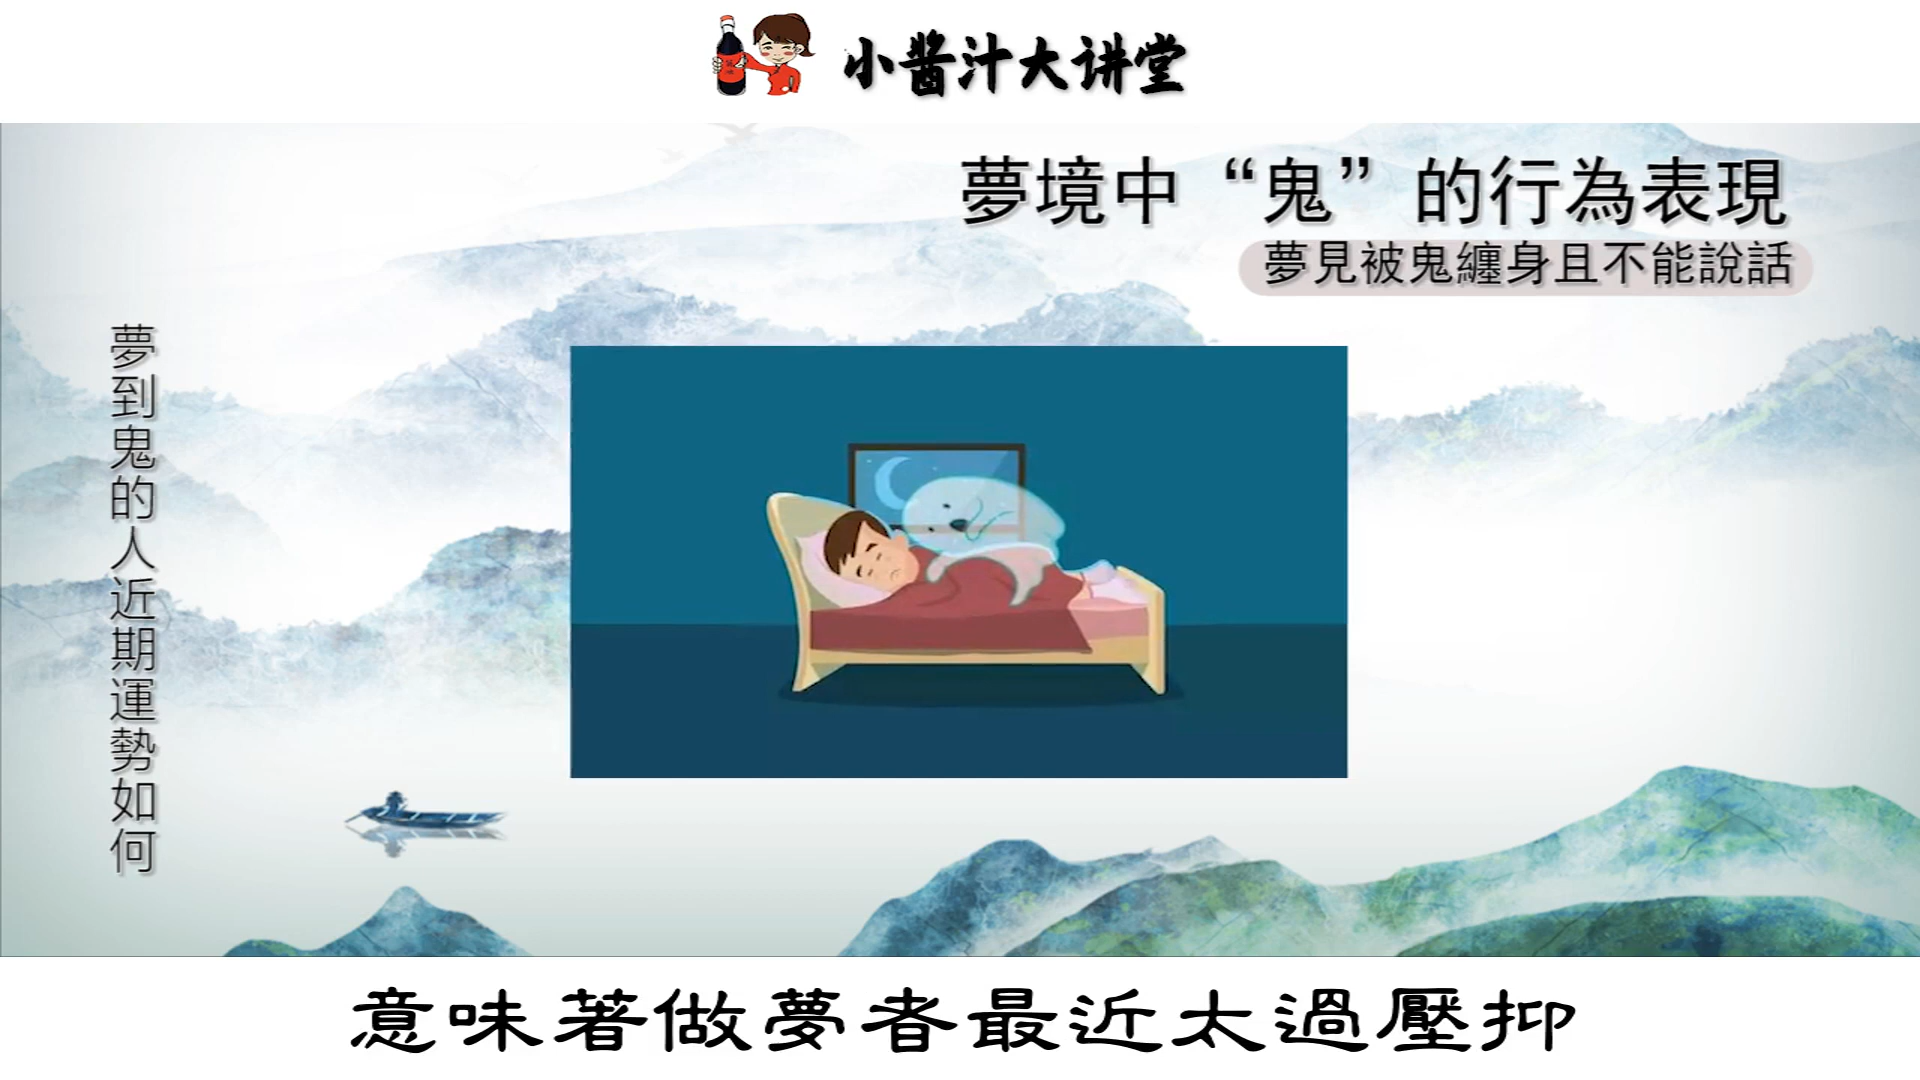 小酱汁大讲堂
夢境中“鬼”的行為表現
夢見被鬼纏身且不能說話
夢到鬼的人近期運勢如何
意味著做夢者最近太過壓抑